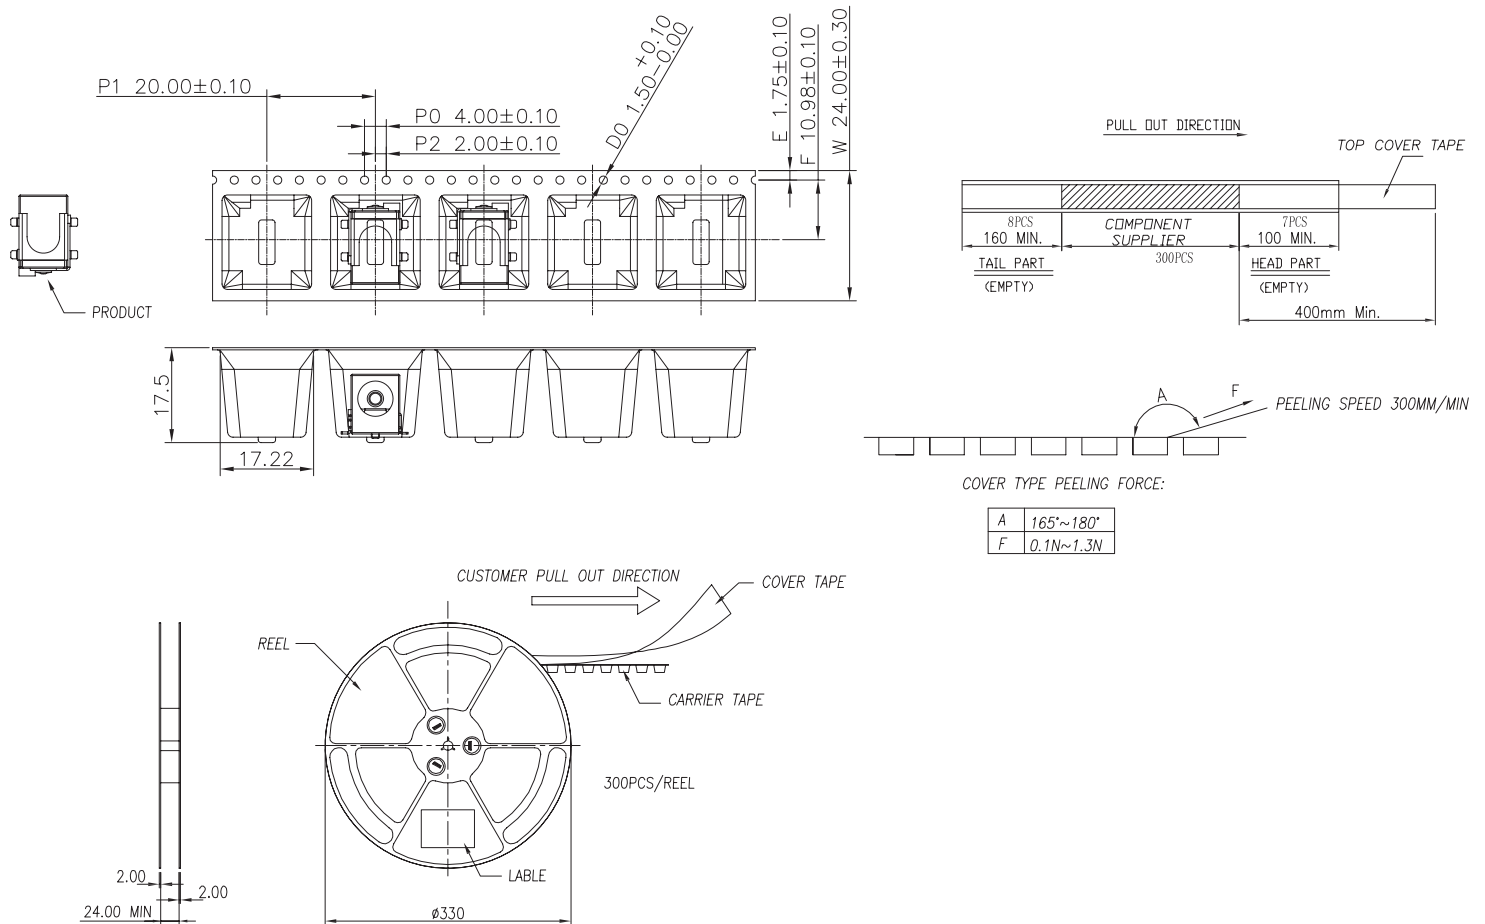 P1 20.00±0.10
P0 4.00±0.10
P2 2.00±0.10
D0 1.50+0.10-0.00
E 1.75±0.10
F 10.98±0.10
W 24.00±0.30
PRODUCT
17.5
17.22
PULL OUT DIRECTION
TOP COVER TAPE
8PCS
160 MIN.
TAIL PART
(EMPTY)
COMPONENT
SUPPLIER
300PCS
7PCS
100 MIN.
HEAD PART
(EMPTY)
400mm Min.
A
F
PEELING SPEED 300MM/MIN
COVER TYPE PEELING FORCE:
A 165°~180°
F 0.1N~1.3N
CUSTOMER PULL OUT DIRECTION
COVER TAPE
REEL
CARRIER TAPE
300PCS/REEL
LABLE
2.00
2.00
24.00 MIN
ø330